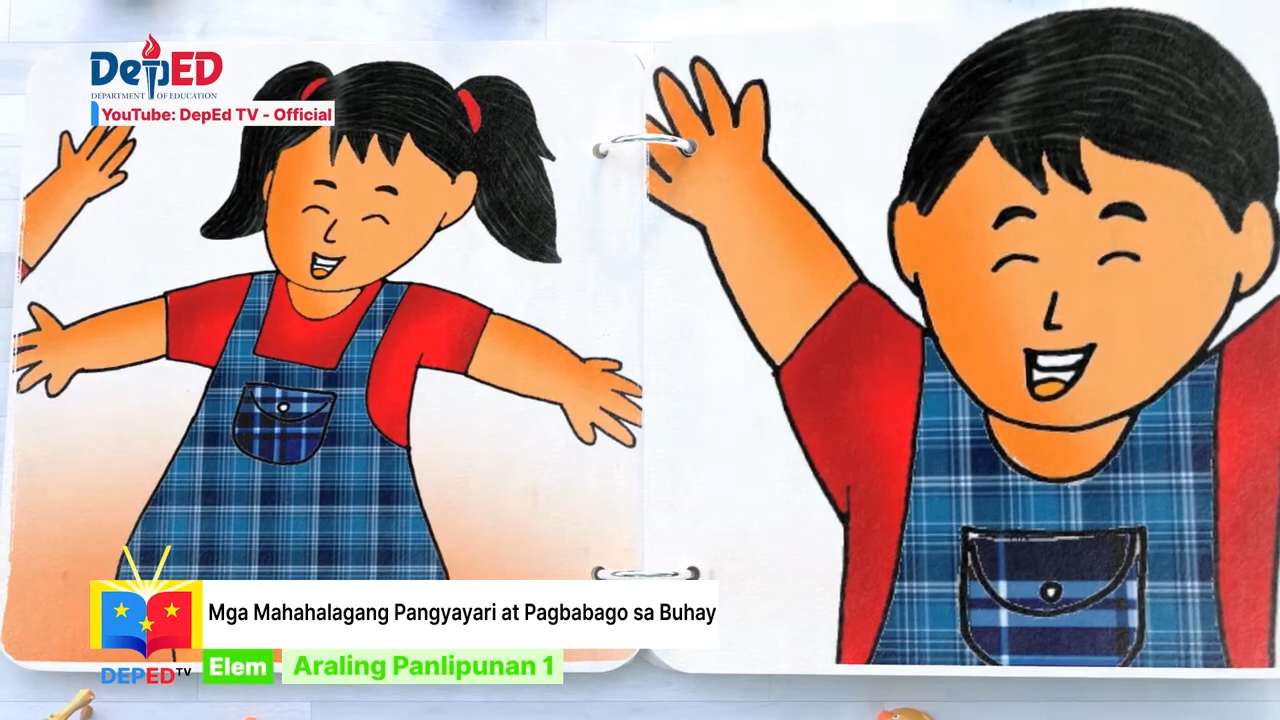 DepED
DEPARTMENT OF EDUCATION
YouTube: DepEd TV - Official
Mga Mahahalagang Pangyayari at Pagbabago sa Buhay
DEPED TV
Elem
Araling Panlipunan 1